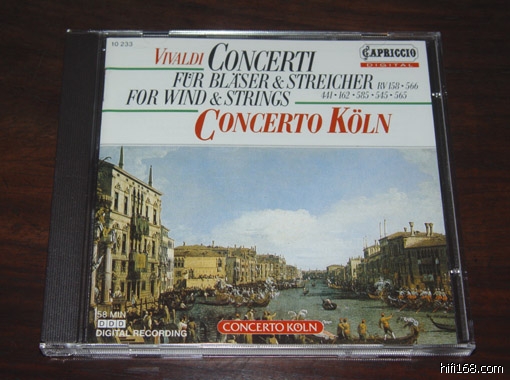 10 233
VIVALDI CONCERTI
FÜR BLÄSER & STREICHER RV 158 · 566
FOR WIND & STRINGS 441 · 162 · 585 · 545 · 565
CONCERTO KÖLN
CAPRICCIO
DIGITAL
58 MIN
DDD
DIGITAL RECORDING
CONCERTO KÖLN
hifi168.com